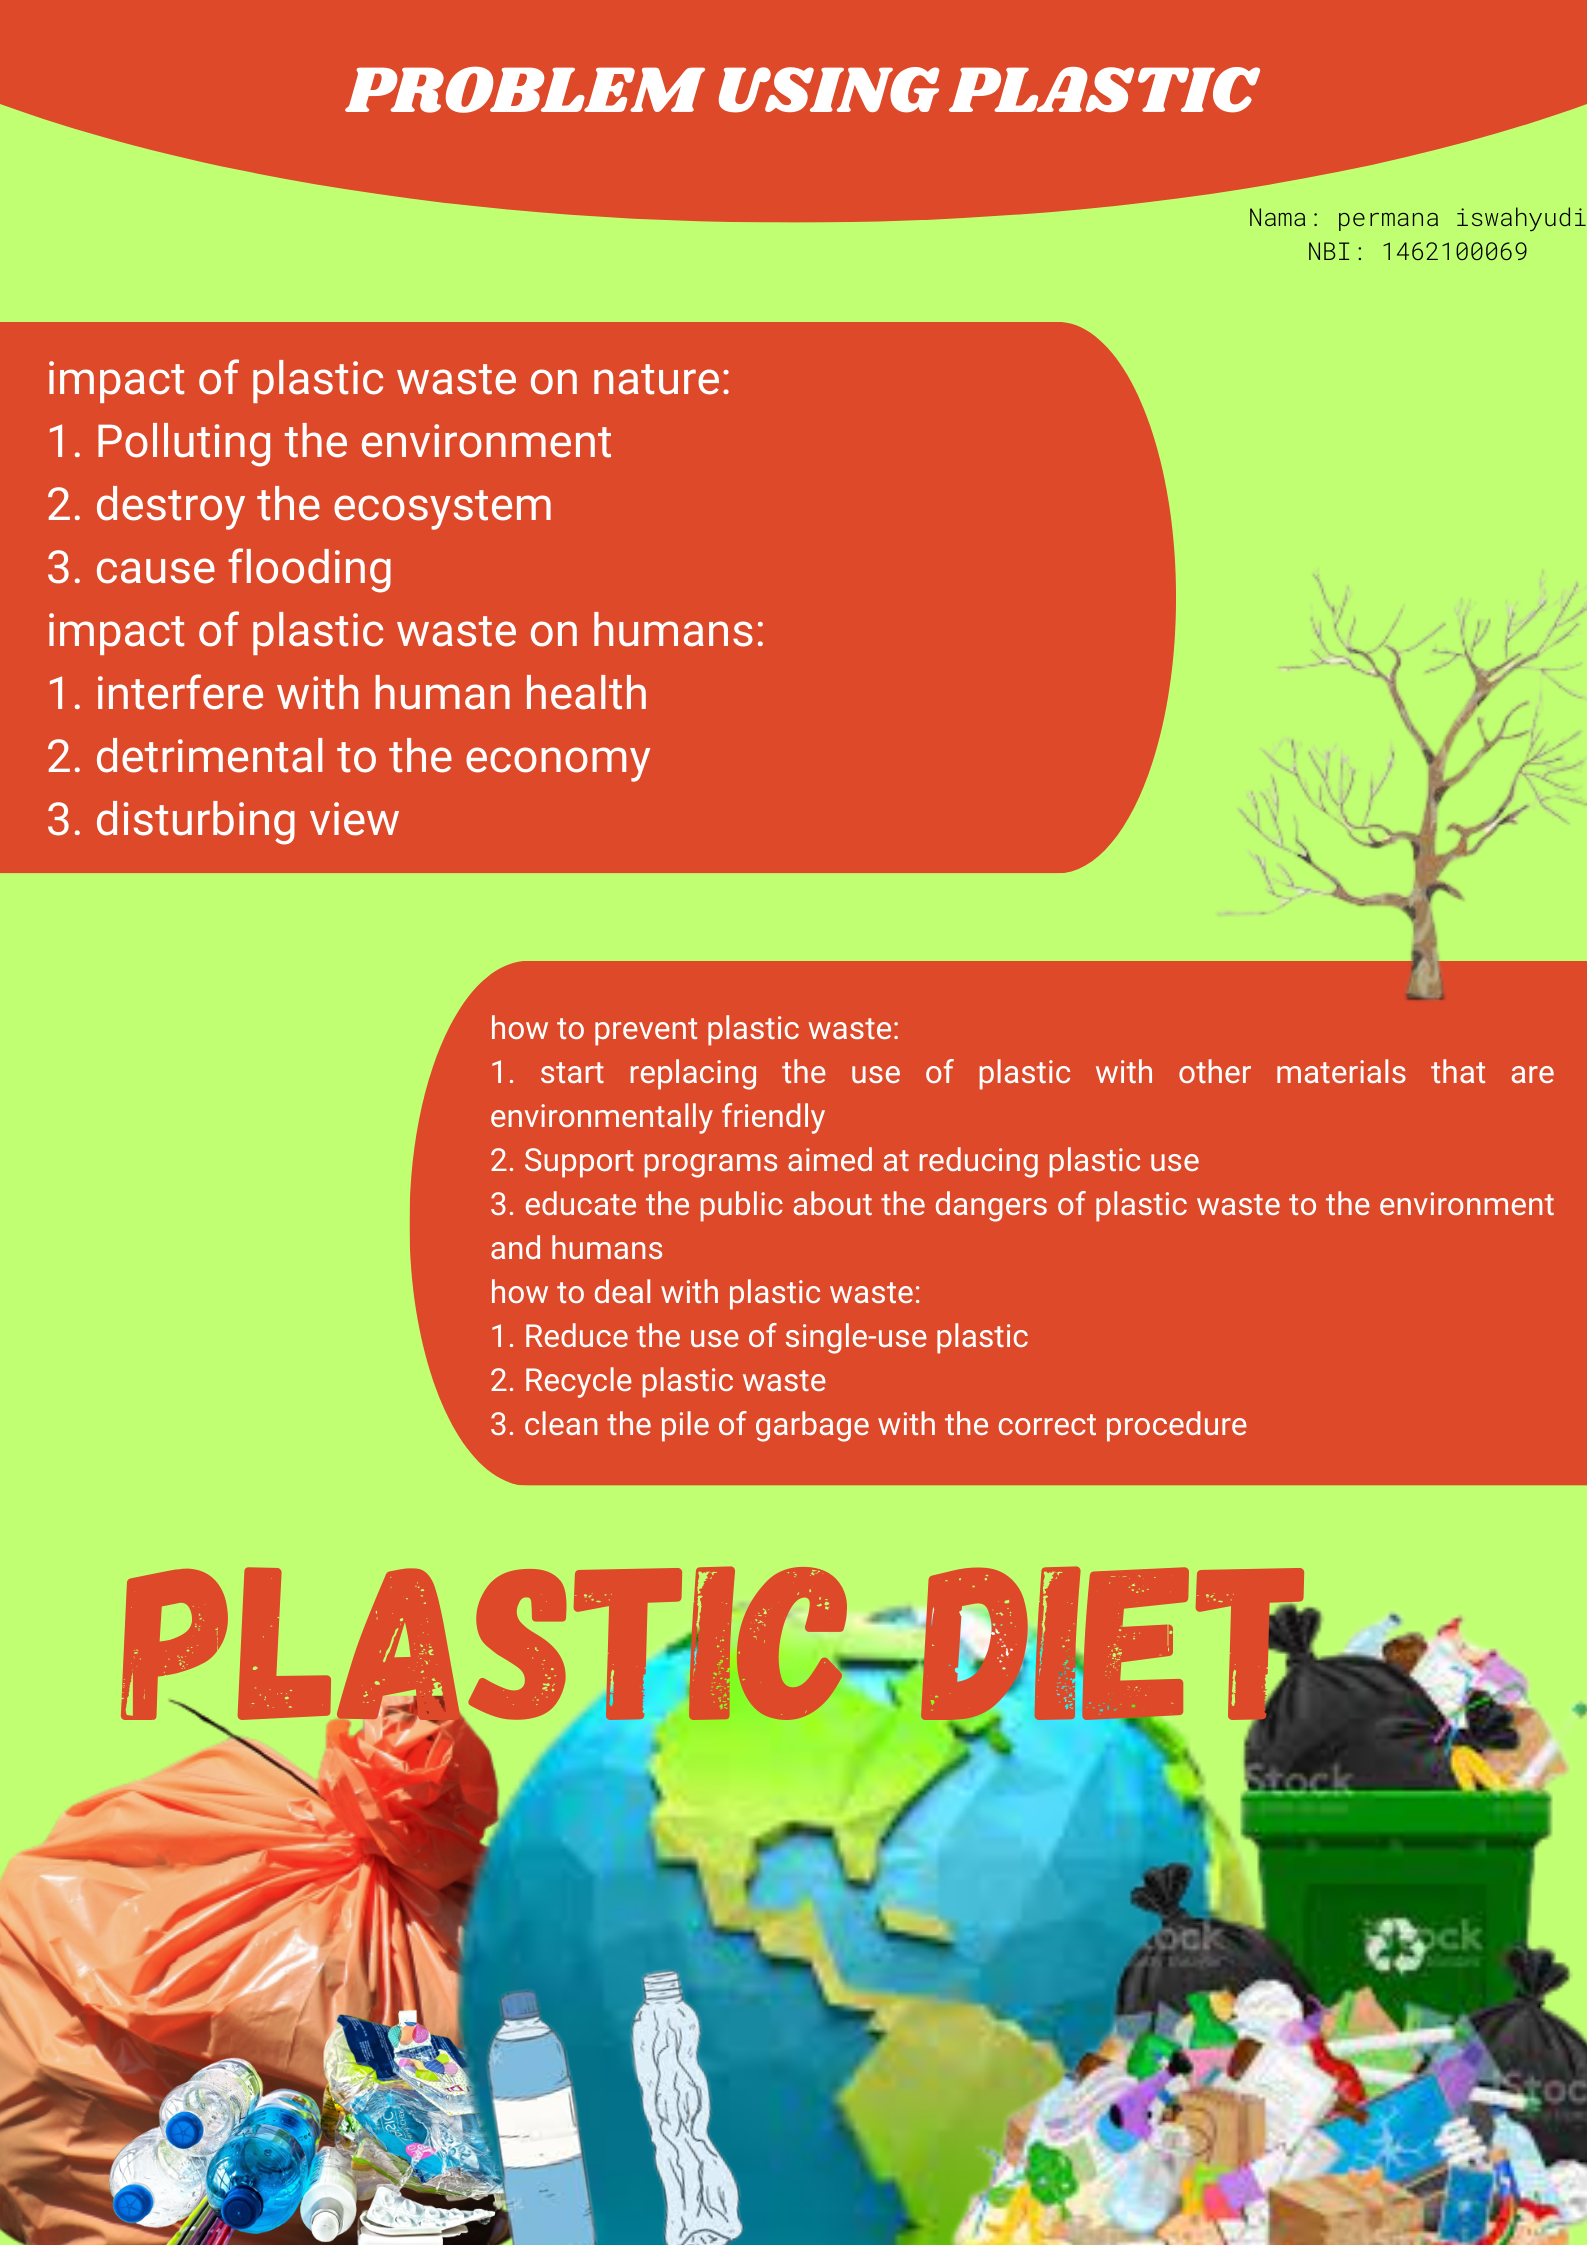 PROBLEM USING PLASTIC
Nama: permana iswahyudi
NBI: 1462100069
impact of plastic waste on nature:
1. Polluting the environment
2. destroy the ecosystem
3. cause flooding
impact of plastic waste on humans:
1. interfere with human health
2. detrimental to the economy
3. disturbing view
how to prevent plastic waste:
1. start replacing the use of plastic with other materials that are
environmentally friendly
2. Support programs aimed at reducing plastic use
3. educate the public about the dangers of plastic waste to the environment
and humans
how to deal with plastic waste:
1. Reduce the use of single-use plastic
2. Recycle plastic waste
3. clean the pile of garbage with the correct procedure
PLASTIC DIET
iStock